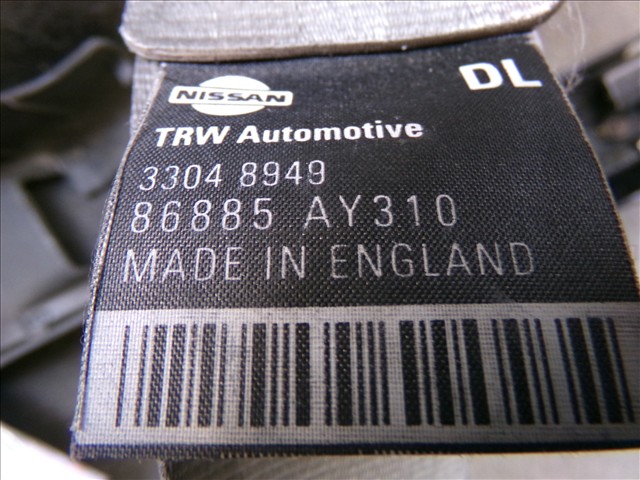 DL
NISSAN
TRW Automotive
3304 8949
86885 AY310
MADE IN ENGLAND